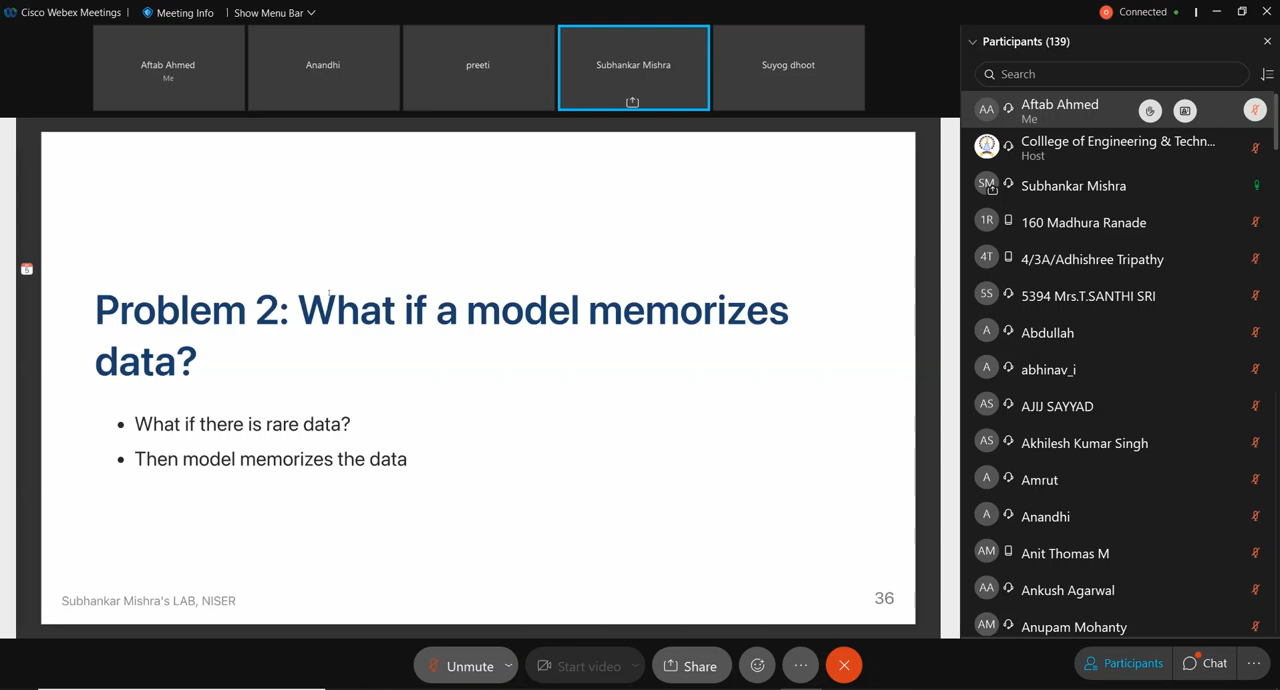 Cisco Webex Meetings
Meeting Info
Show Menu Bar
Connected
Aftab Ahmed
Me
Anandhi
preeti
Subhankar Mishra
Suyog dhoot
5
Problem 2: What if a model memorizes
data?
• What if there is rare data?
• Then model memorizes the data
Subhankar Mishra's LAB, NISER
36
Participants (139)
Search
AA Aftab Ahmed
Me
Colllege of Engineering & Techn...
Host
SM Subhankar Mishra
1R 160 Madhura Ranade
4T 4/3A/Adhishree Tripathy
5S 5394 Mrs.T.SANTHI SRI
A Abdullah
A abhinav_i
AS AJIJ SAYYAD
AS Akhilesh Kumar Singh
A Amrut
A Anandhi
AM Anit Thomas M
AA Ankush Agarwal
AM Anupam Mohanty
Unmute
Start video
Share
Participants
Chat